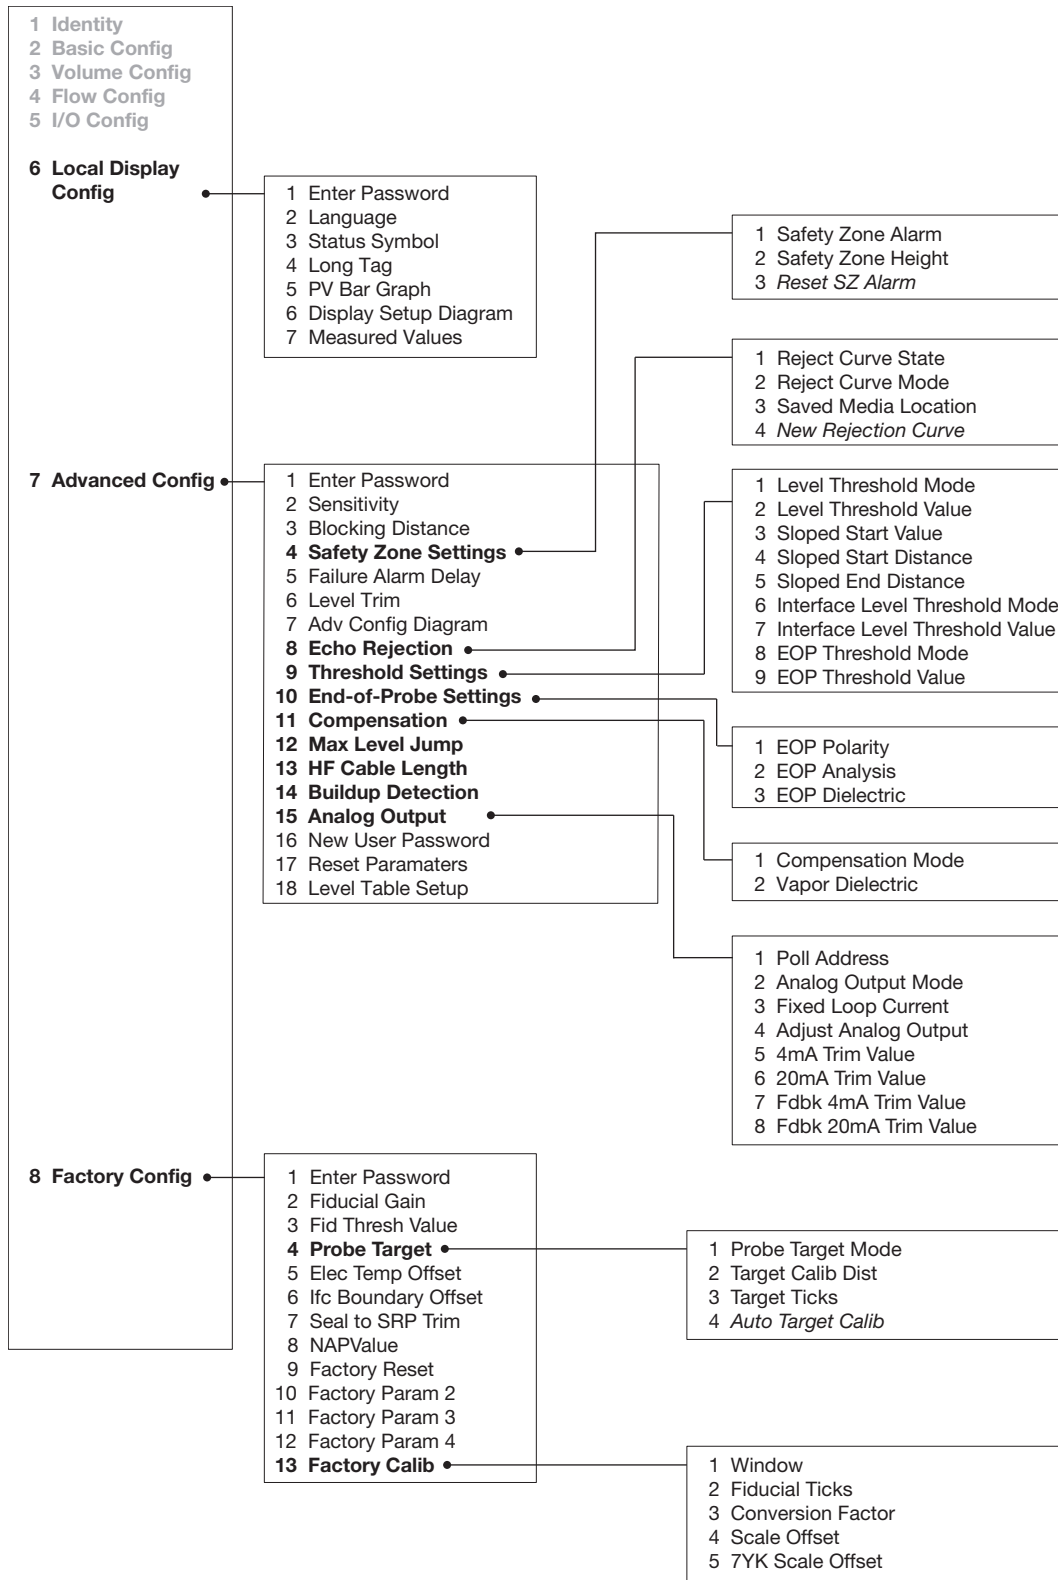 1 Identity
2 Basic Config
3 Volume Config
4 Flow Config
5 I/O Config
6 Local Display
Config
1 Enter Password
2 Language
3 Status Symbol
4 Long Tag
5 PV Bar Graph
6 Display Setup Diagram
7 Measured Values
7 Advanced Config
1 Enter Password
2 Sensitivity
3 Blocking Distance
4 Safety Zone Settings
5 Failure Alarm Delay
6 Level Trim
7 Adv Config Diagram
8 Echo Rejection
9 Threshold Settings
10 End-of-Probe Settings
11 Compensation
12 Max Level Jump
13 HF Cable Length
14 Buildup Detection
15 Analog Output
16 New User Password
17 Reset Paramaters
18 Level Table Setup
1 Safety Zone Alarm
2 Safety Zone Height
3 Reset SZ Alarm
1 Reject Curve State
2 Reject Curve Mode
3 Saved Media Location
4 New Rejection Curve
1 Level Threshold Mode
2 Level Threshold Value
3 Sloped Start Value
4 Sloped Start Distance
5 Sloped End Distance
6 Interface Level Threshold Mode
7 Interface Level Threshold Value
8 EOP Threshold Mode
9 EOP Threshold Value
1 EOP Polarity
2 EOP Analysis
3 EOP Dielectric
1 Compensation Mode
2 Vapor Dielectric
1 Poll Address
2 Analog Output Mode
3 Fixed Loop Current
4 Adjust Analog Output
5 4mA Trim Value
6 20mA Trim Value
7 Fdbk 4mA Trim Value
8 Fdbk 20mA Trim Value
8 Factory Config
1 Enter Password
2 Fiducial Gain
3 Fid Thresh Value
4 Probe Target
5 Elec Temp Offset
6 Ifc Boundary Offset
7 Seal to SRP Trim
8 NAPValue
9 Factory Reset
10 Factory Param 2
11 Factory Param 3
12 Factory Param 4
13 Factory Calib
1 Probe Target Mode
2 Target Calib Dist
3 Target Ticks
4 Auto Target Calib
1 Window
2 Fiducial Ticks
3 Conversion Factor
4 Scale Offset
5 7YK Scale Offset